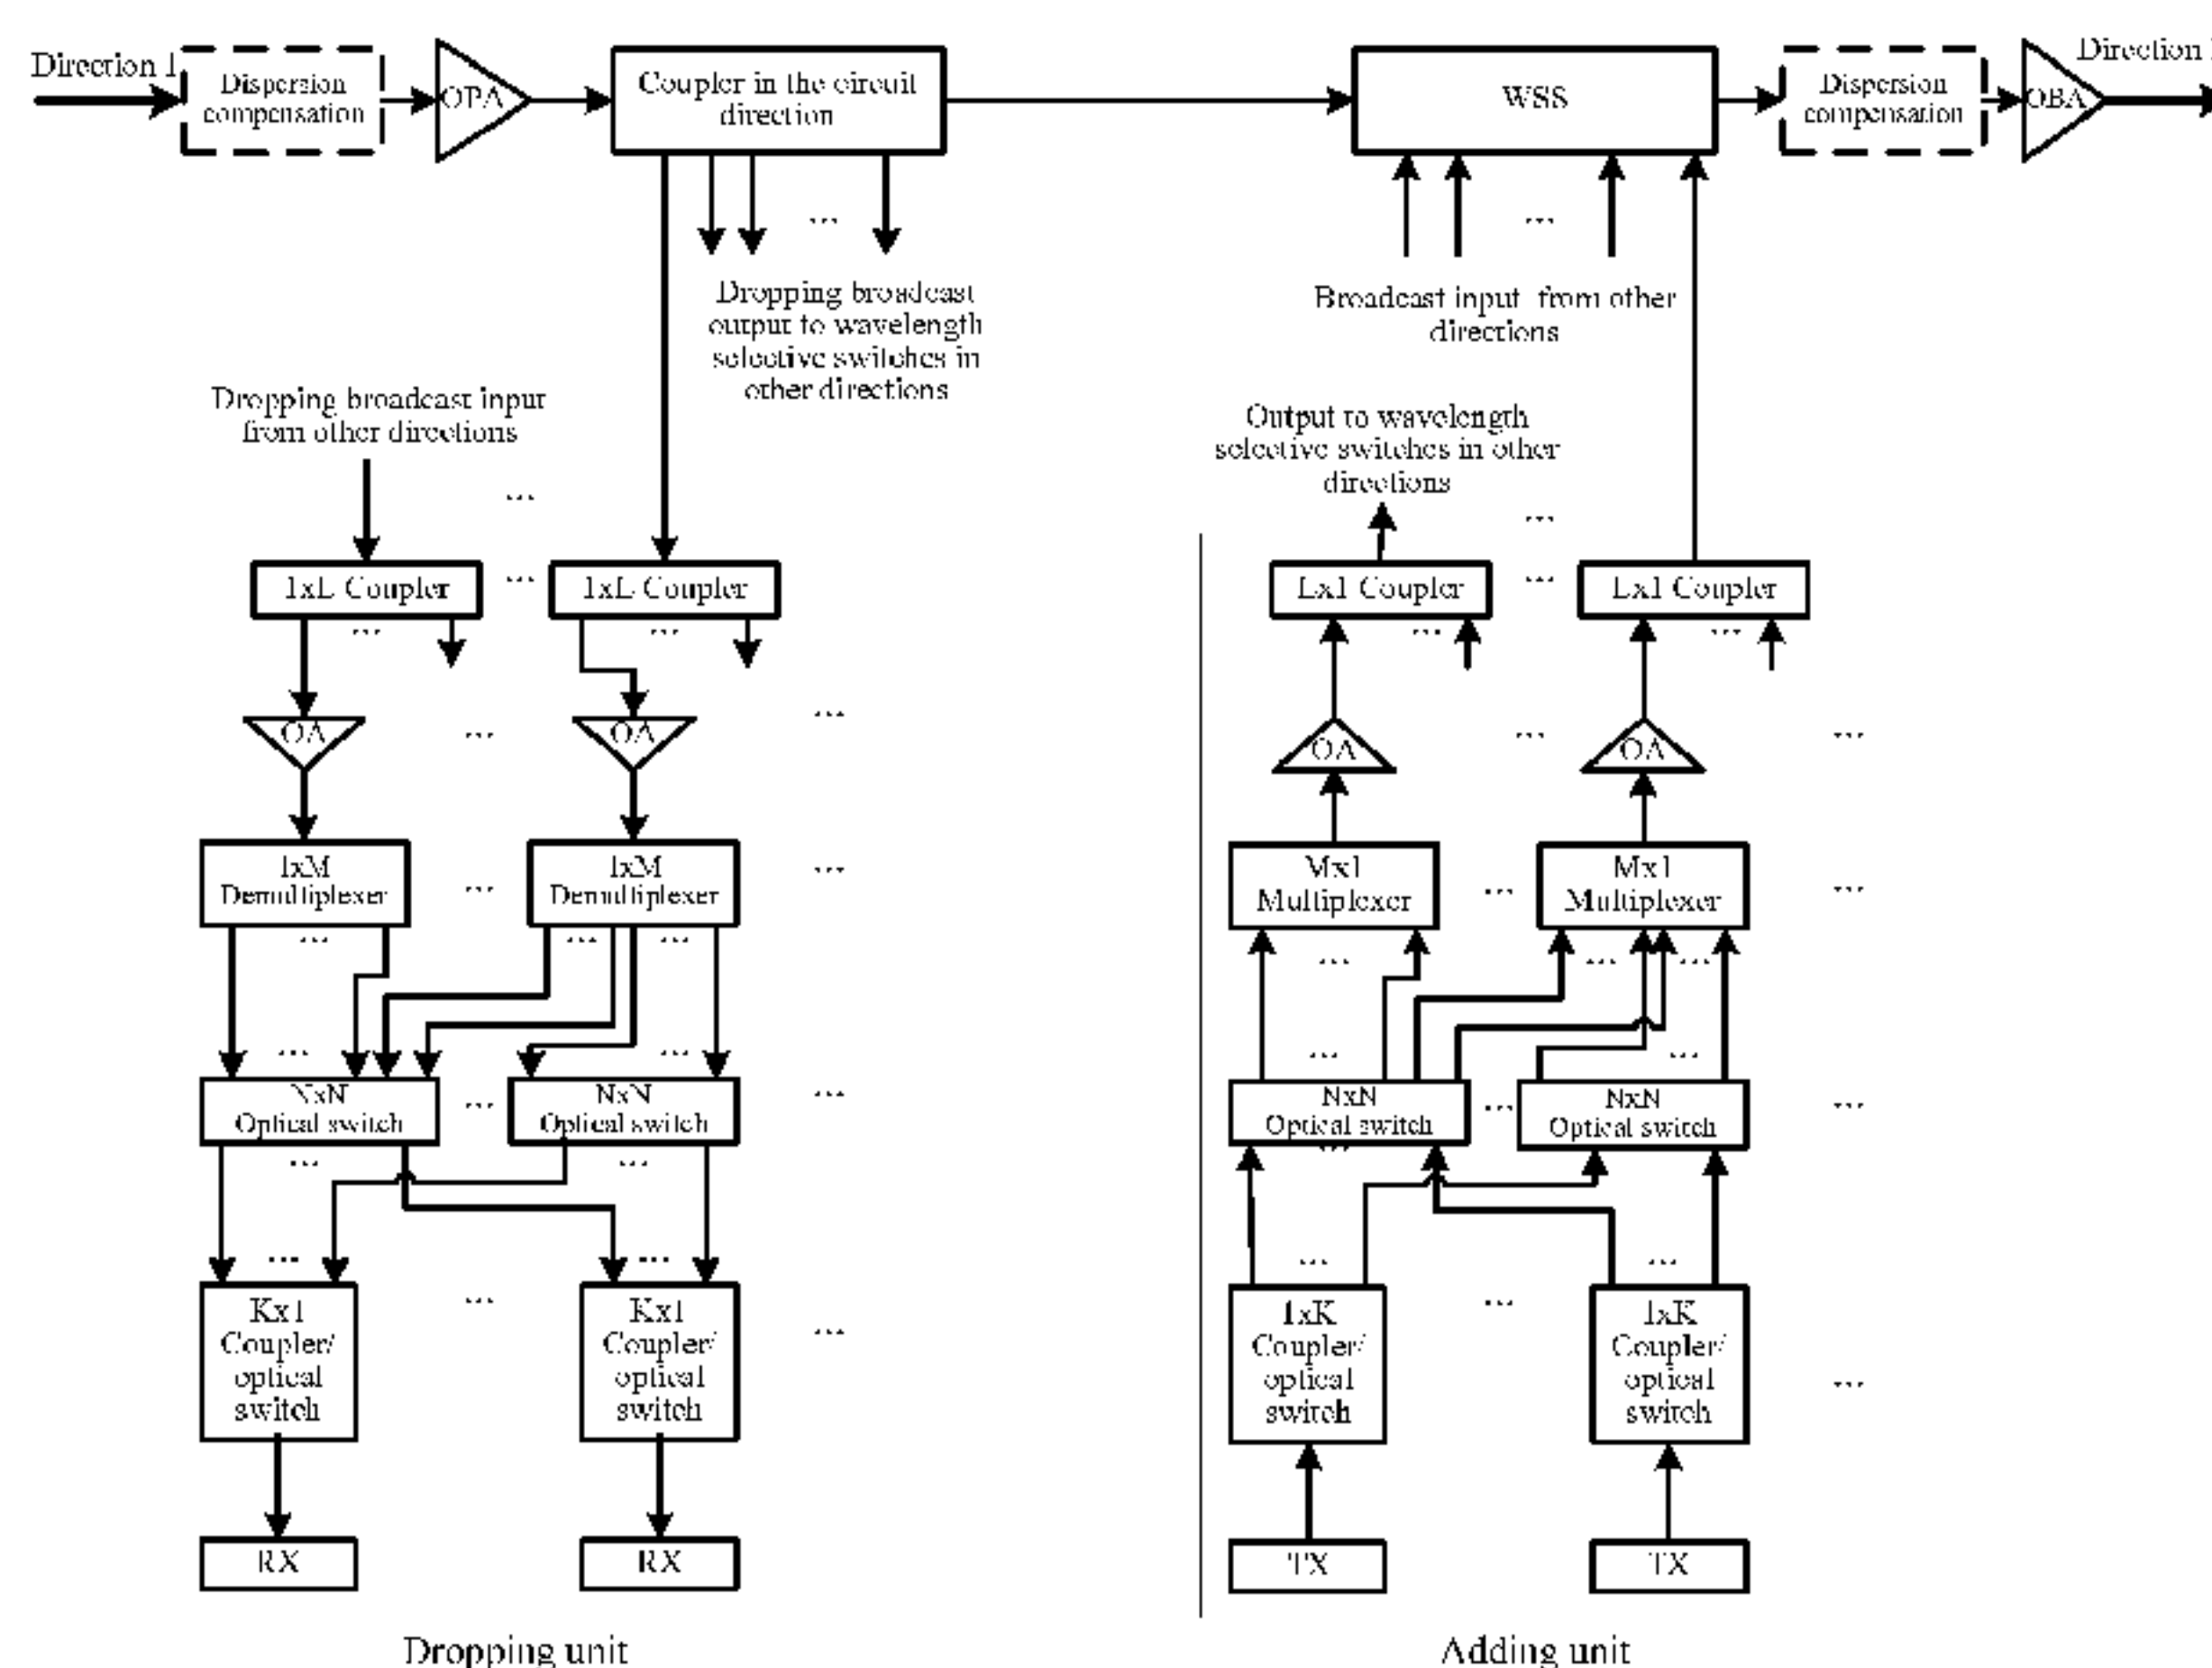 Direction 1
Dispersion
compensation
OPA
Coupler in the circuit
direction
WSS
Dispersion
compensation
OBA
Direction
...
...
Dropping broadcast
output to wavelength
selective switches in
other directions
Broadcast input from other
directions
Dropping broadcast input
from other directions
Output to wavelength
selective switches in other
directions
...
...
1xL Coupler
...
1xL Coupler
Lx1 Coupler
...
Lx1 Coupler
...
...
...
...
OA
...
OA
...
OA
...
OA
...
1xM
Demultiplexer
...
1xM
Demultiplexer
...
Mx1
Multiplexer
...
Mx1
Multiplexer
...
...
...
...
...
...
...
...
...
...
...
NxN
Optical switch
...
NxN
Optical switch
...
NxN
Optical switch
...
NxN
Optical switch
...
...
...
...
...
...
...
...
Kx1
Coupler/
optical
switch
...
Kx1
Coupler/
optical
switch
...
1xK
Coupler/
optical
switch
...
1xK
Coupler/
optical
switch
...
RX
RX
TX
TX
Dropping unit
Adding unit